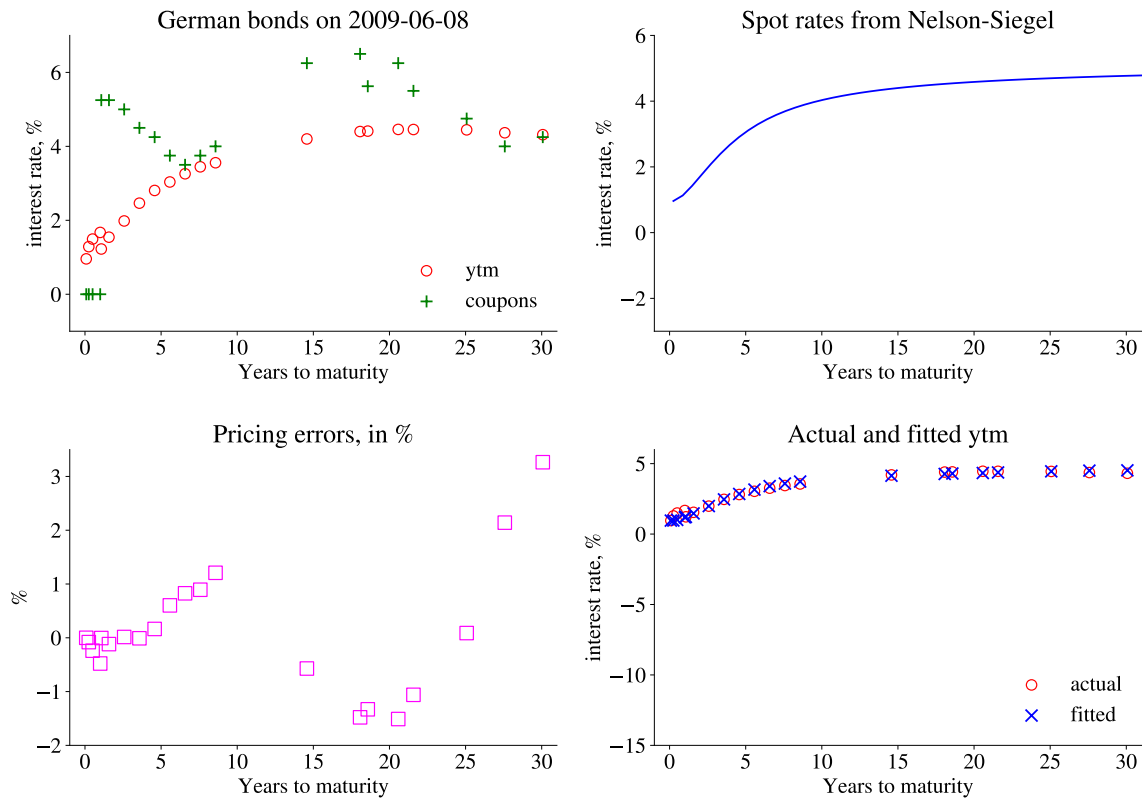 German bonds on 2009-06-08
interest rate, %
6
4
2
0
ytm
coupons
0 5 10 15 20 25 30
Years to maturity
Spot rates from Nelson-Siegel
interest rate, %
6
4
2
0
−2
0 5 10 15 20 25 30
Years to maturity
Pricing errors, in %
%
3
2
1
0
−1
−2
0 5 10 15 20 25 30
Years to maturity
Actual and fitted ytm
interest rate, %
5
0
−5
−10
−15
actual
fitted
0 5 10 15 20 25 30
Years to maturity